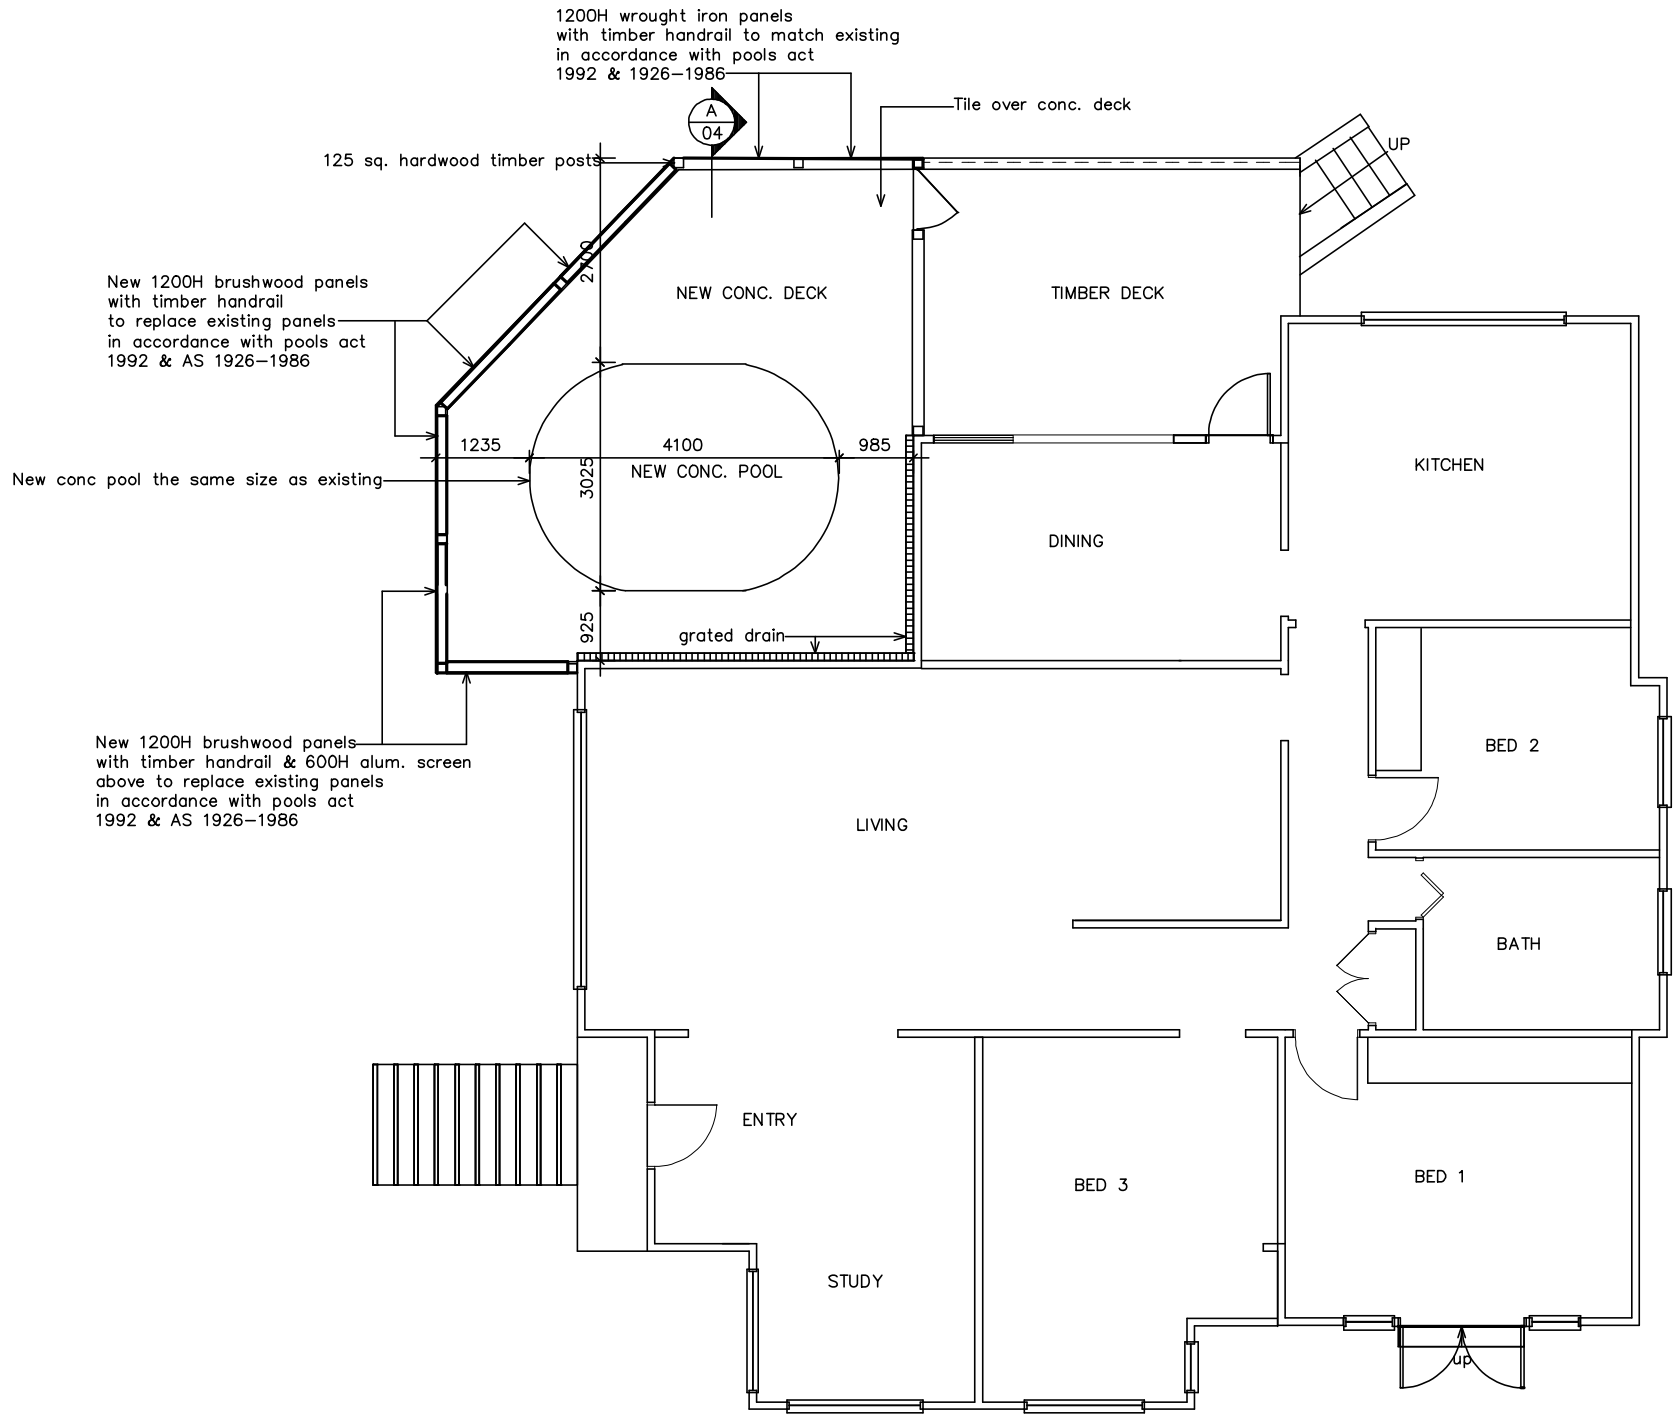 1200H wrought iron panels
with timber handrail to match existing
in accordance with pools act
1992 & 1926-1986
A
04
Tile over conc. deck
125 sq. hardwood timber posts
UP
2700
New 1200H brushwood panels
with timber handrail
to replace existing panels
in accordance with pools act
1992 & AS 1926-1986
NEW CONC. DECK
TIMBER DECK
1235
4100
985
KITCHEN
NEW CONC. POOL
3025
New conc pool the same size as existing
DINING
925
grated drain
New 1200H brushwood panels
with timber handrail & 600H alum. screen
above to replace existing panels
in accordance with pools act
1992 & AS 1926-1986
BED 2
LIVING
BATH
ENTRY
BED 3
BED 1
STUDY
up